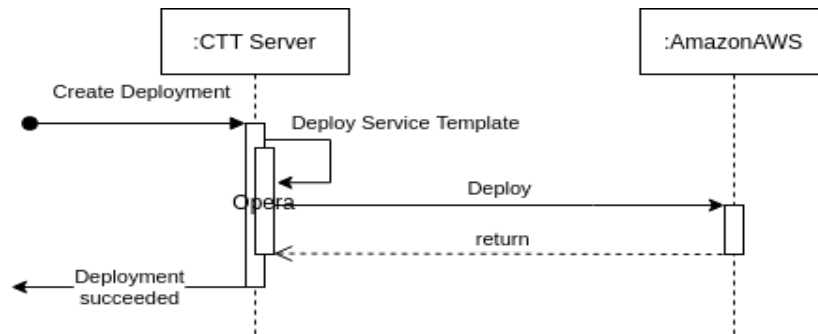 :CTT Server
:AmazonAWS
Create Deployment
Deploy Service Template
Deploy
Opera
return
Deployment
succeeded